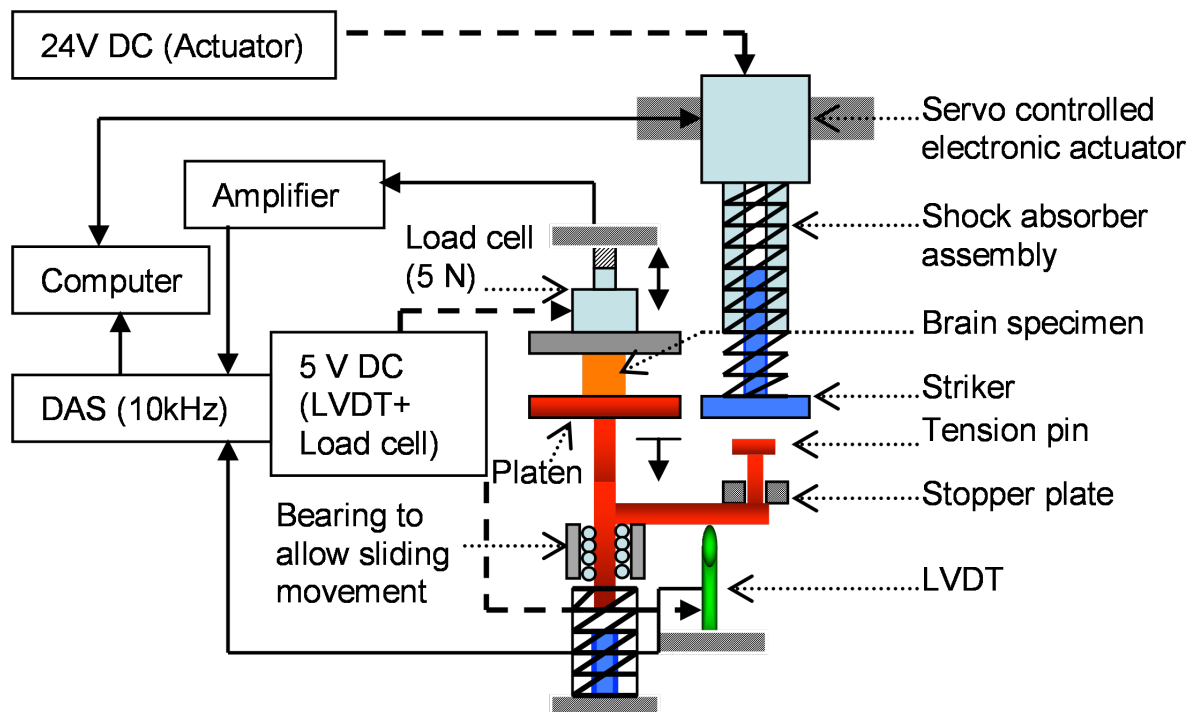 24V DC (Actuator)
Servo controlled
electronic actuator
Amplifier
Shock absorber
assembly
Load cell
(5 N)
Computer
Brain specimen
5 V DC
(LVDT+
Load cell)
DAS (10kHz)
Striker
Tension pin
Platen
Stopper plate
Bearing to
allow sliding
movement
LVDT